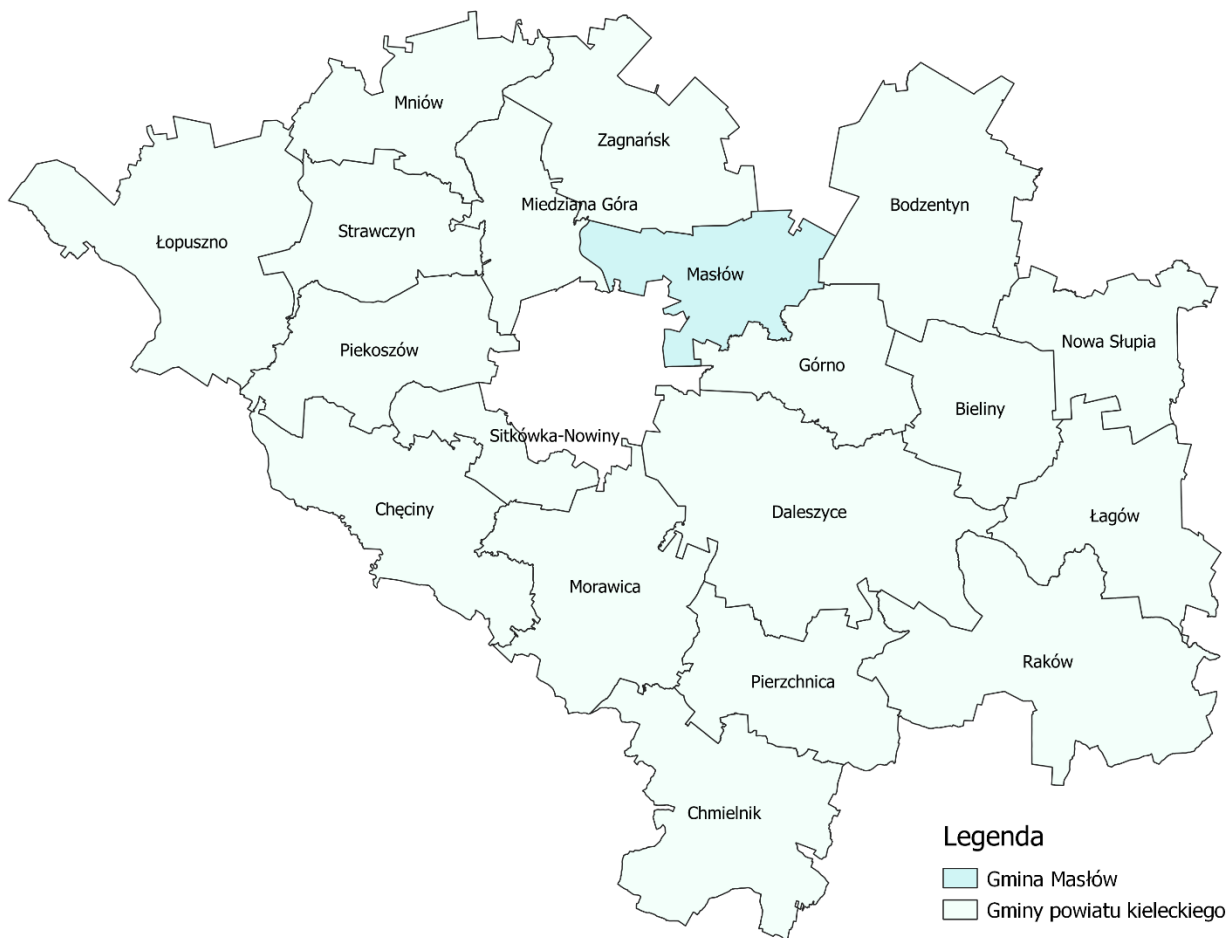 Mniów
Zagnańsk
Miedziana Góra
Bodzentyn
Strawczyn
Łopuszno
Masłów
Nowa Słupia
Piekoszów
Górno
Bieliny
Sitkówka-Nowiny
Chęciny
Daleszyce
Łagów
Morawica
Raków
Pierzchnica
Chmielnik
Legenda
Gmina Masłów
Gminy powiatu kieleckiego